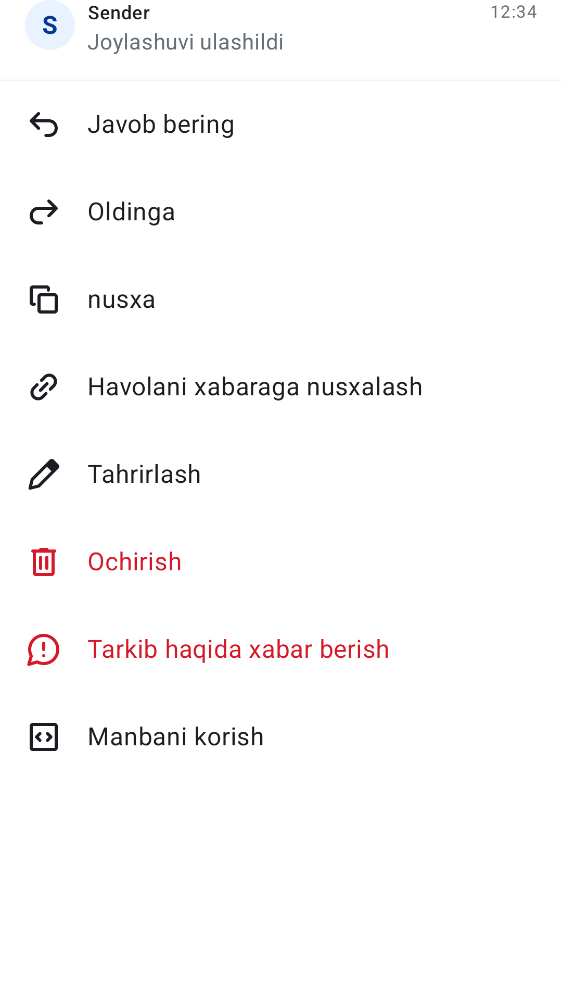 S
Sender
12:34
Joylashuvi ulashildi
Javob bering
Oldinga
nusxa
Havolani xabaraga nusxalash
Tahrirlash
Ochirish
Tarkib haqida xabar berish
Manbani korish